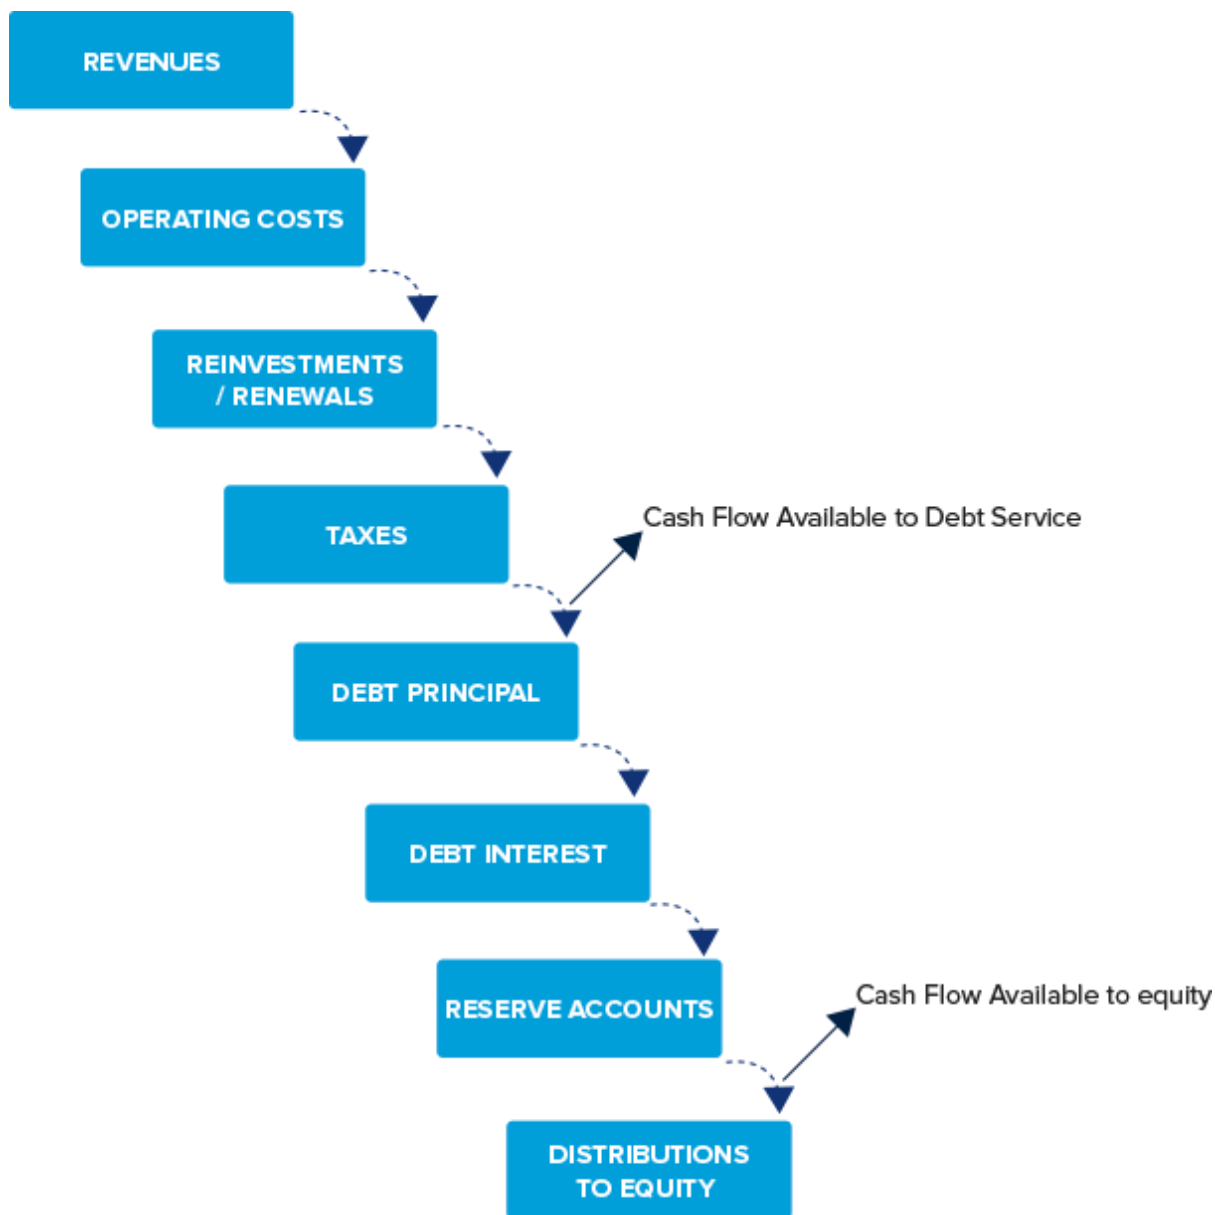 REVENUES
OPERATING COSTS
REINVESTMENTS
/ RENEWALS
Cash Flow Available to Debt Service
TAXES
DEBT PRINCIPAL
DEBT INTEREST
Cash Flow Available to equity
RESERVE ACCOUNTS
DISTRIBUTIONS
TO EQUITY